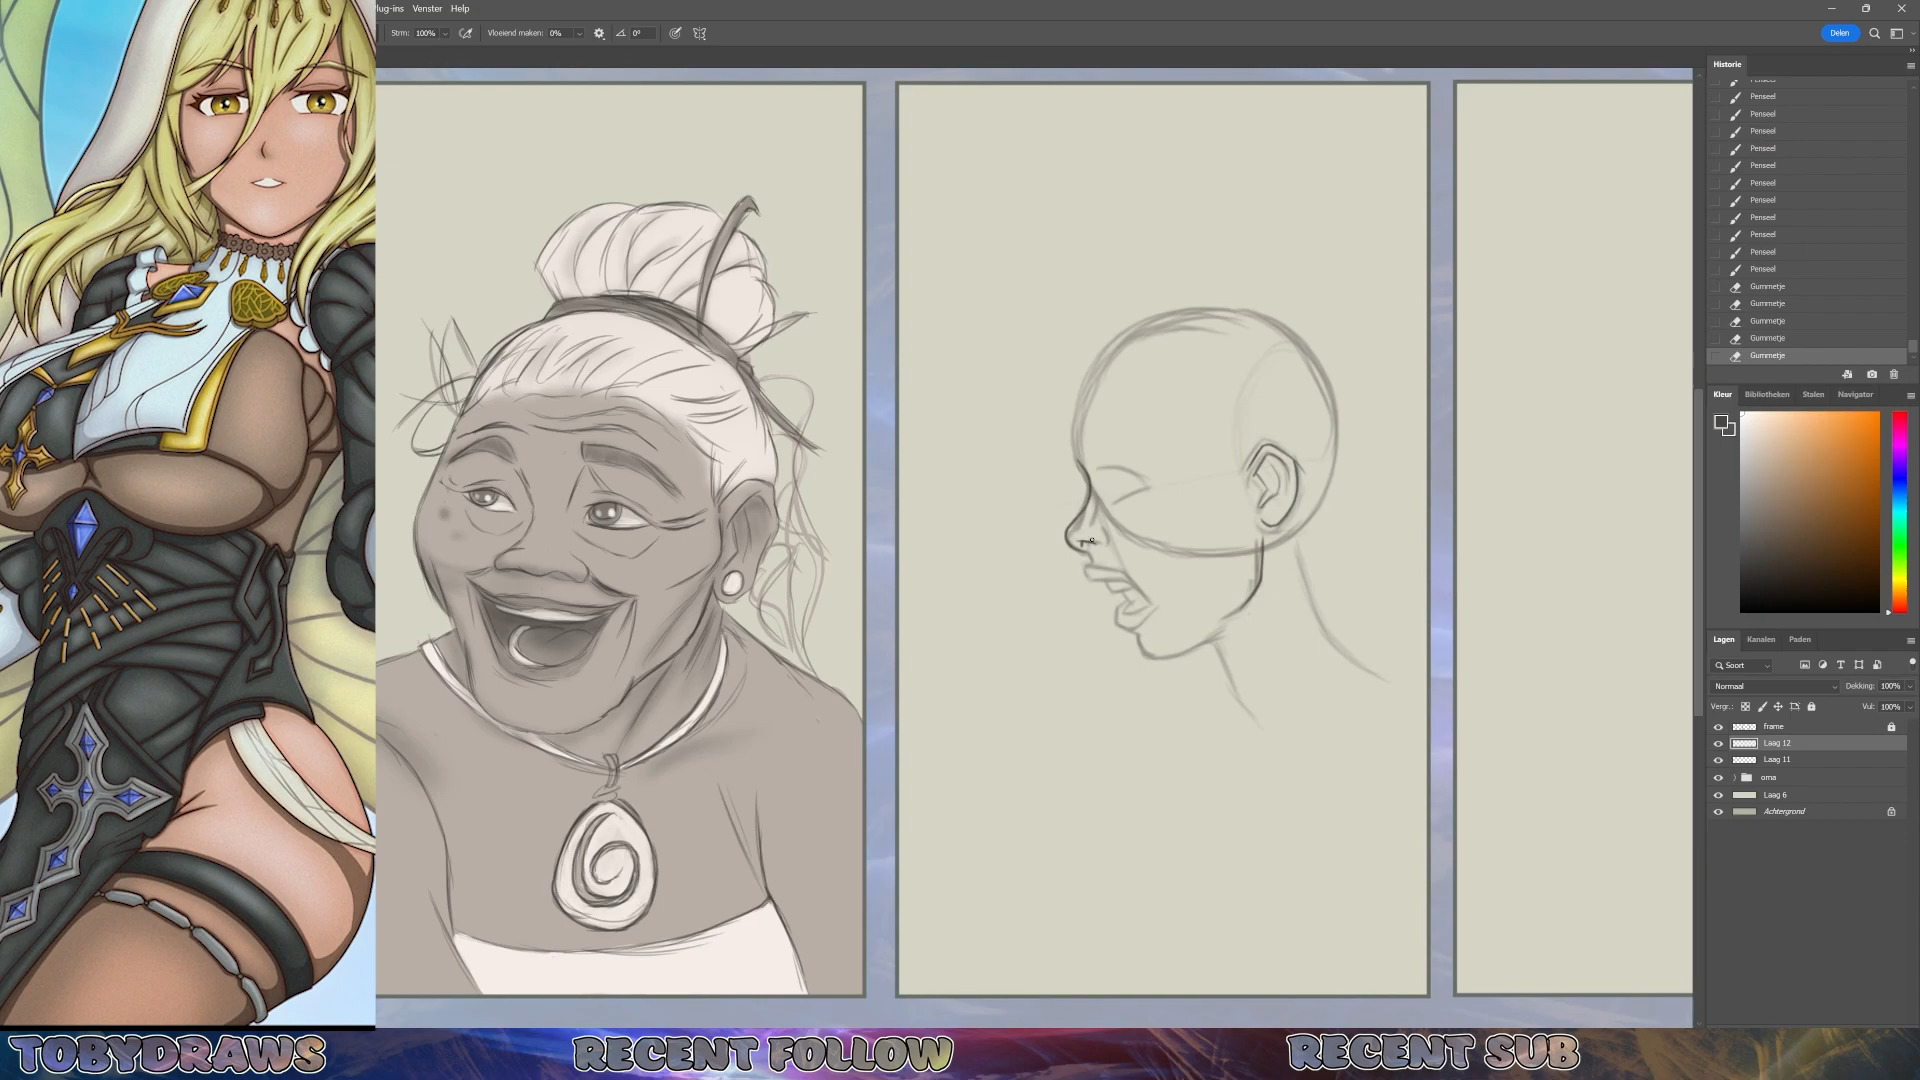 Plug-ins Venster Help
Strm: 100% Vloeiend maken: 0% 0° Delen
Historie
Penseel
Penseel
Penseel
Penseel
Penseel
Penseel
Penseel
Penseel
Penseel
Penseel
Penseel
Penseel
Gummetje
Gummetje
Gummetje
Gummetje
Gummetje
Kleur Bibliotheken Stalen Navigator
Lagen Kanalen Paden
Soort
Normaal Dekking: 100%
Vergr.: Vul: 100%
frame
Laag 12
Laag 11
oma
Laag 6
Achtergrond
TOBYDRAWS RECENT FOLLOW RECENT SUB